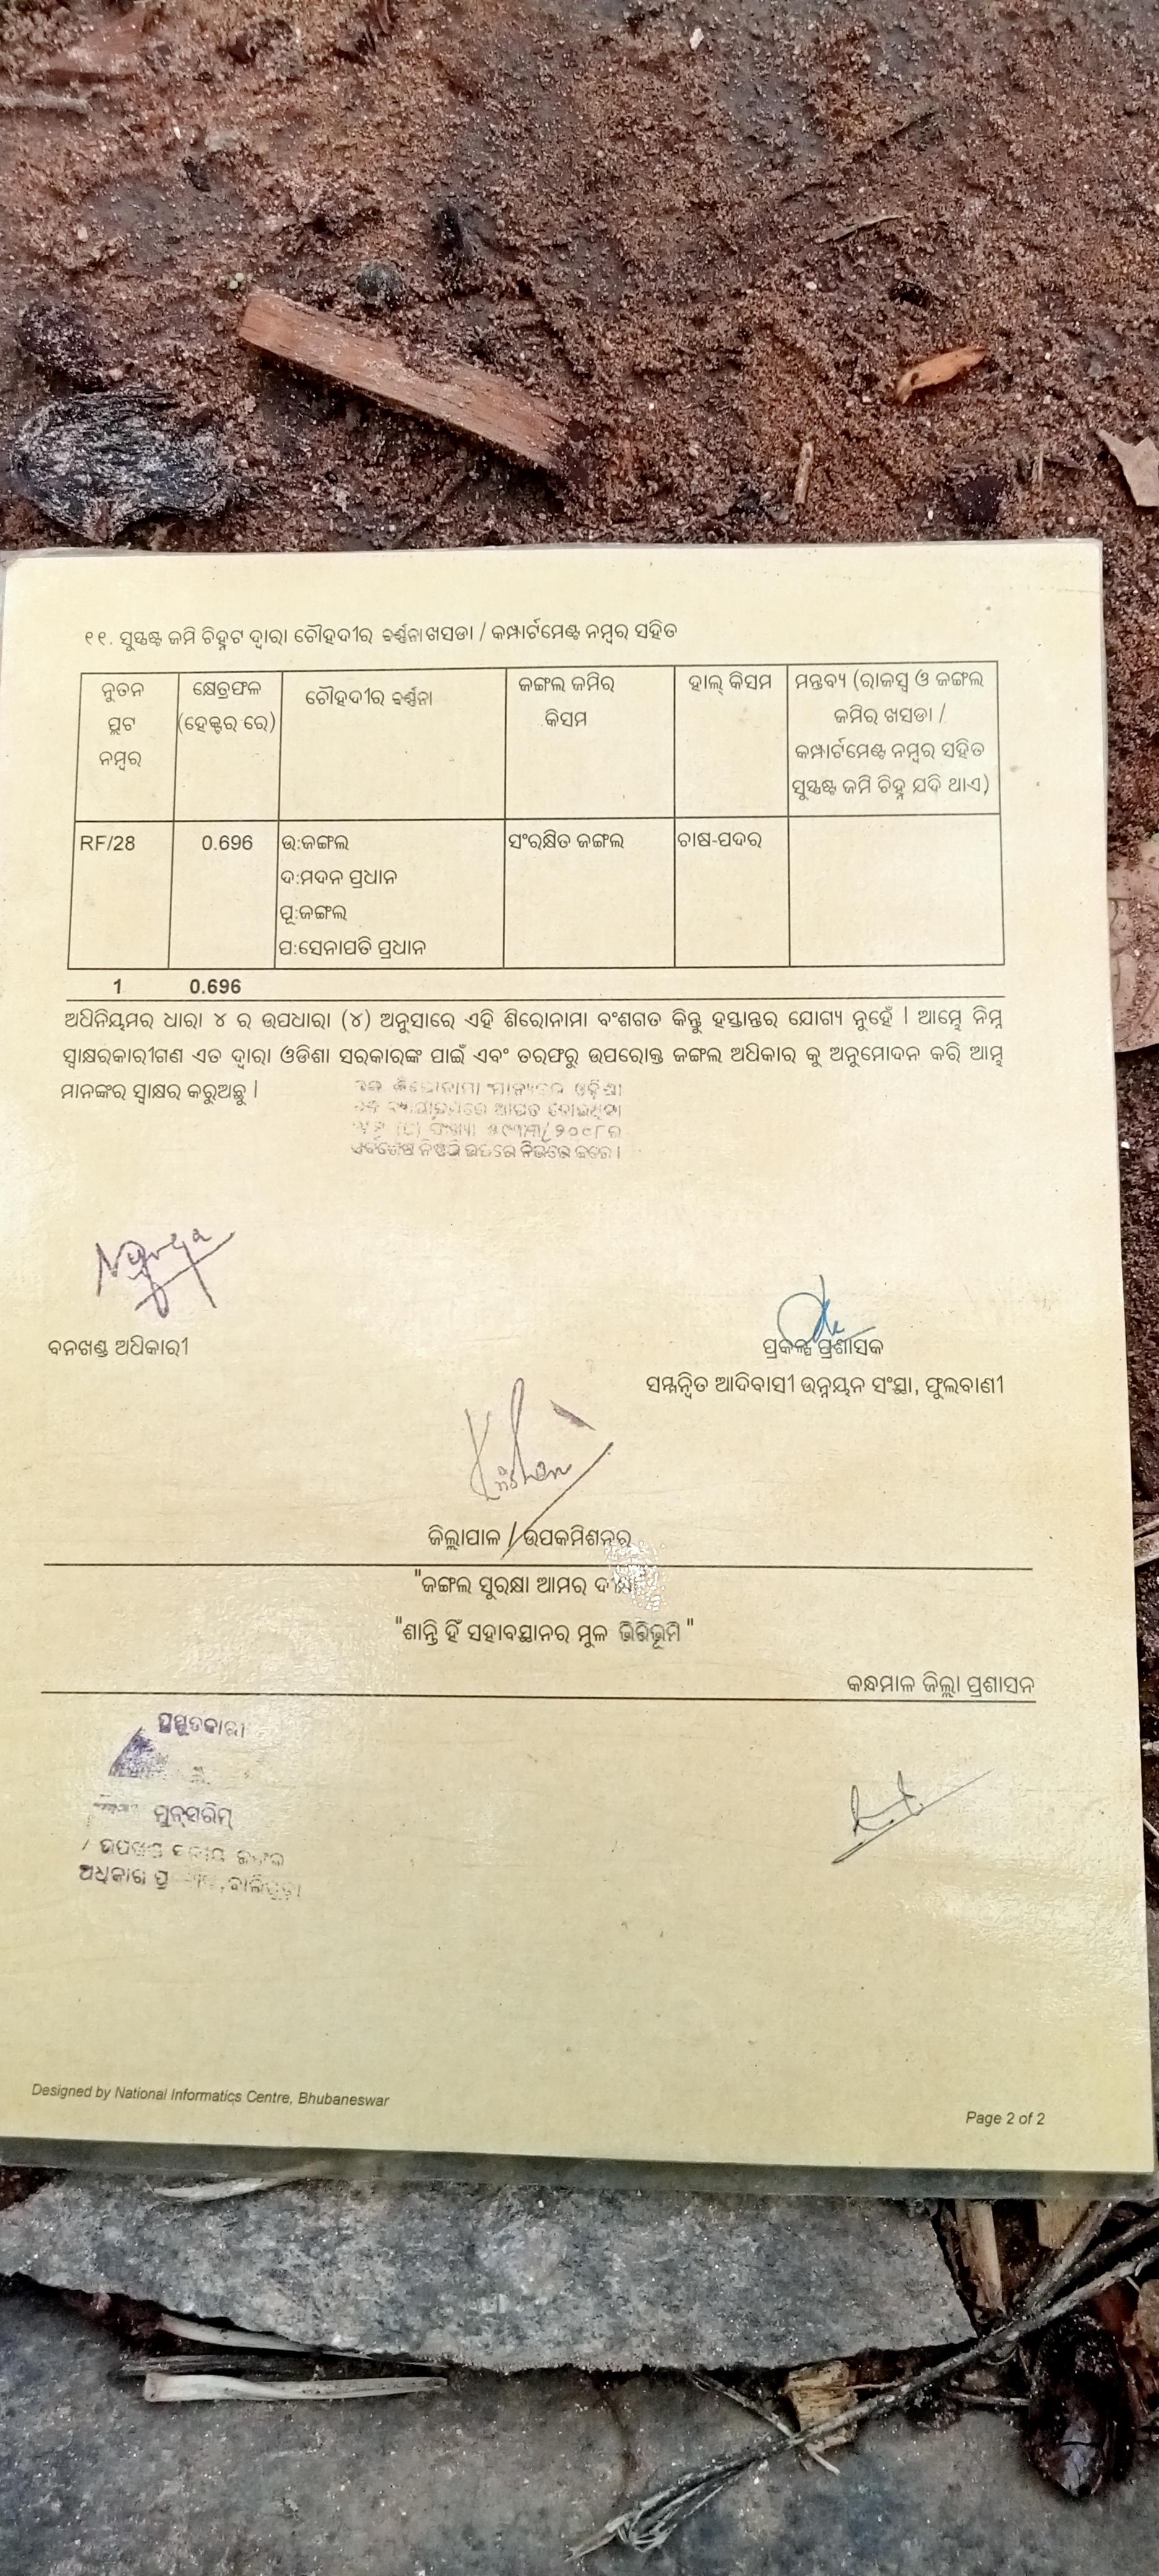 ୧୧. ସୁସ୍ପଷ୍ଟ ଜମି ଚିହ୍ନଟ ଦ୍ୱାରା ଚୌହଦୀର ବର୍ଣ୍ଣନା ଖସଡା / କମ୍ପାର୍ଟମେଣ୍ଟ ନମ୍ବର ସହିତ
ନୁତନ ପ୍ଲଟ ନମ୍ବର
କ୍ଷେତ୍ରଫଳ (ହେକ୍ଟର ରେ)
ଚୌହଦୀର ବର୍ଣ୍ଣନା
ଜଙ୍ଗଲ ଜମିର କିସମ
ହାଲ୍ କିସମ
ମନ୍ତବ୍ୟ (ରାଜସ୍ୱ ଓ ଜଙ୍ଗଲ
ଜମିର ଖସଡା /
କମ୍ପାର୍ଟମେଣ୍ଟ ନମ୍ବର ସହିତ
ସୁସ୍ପଷ୍ଟ ଜମି ଚିହ୍ନ ଯଦି ଥାଏ)
RF/28 0.696 ଉ:ଜଙ୍ଗଲ ସଂରକ୍ଷିତ ଜଙ୍ଗଲ ଚାଷ-ପଦର
ଦ:ମଦନ ପ୍ରଧାନ
ପୂ:ଜଙ୍ଗଲ
ପ:ସେନାପତି ପ୍ରଧାନ
1 0.696
ଅଧିନିୟମର ଧାରା ୪ ର ଉପଧାରା (୪) ଅନୁସାରେ ଏହି ଶିରୋନାମା ବଂଶଗତ କିନ୍ତୁ ହସ୍ତାନ୍ତର ଯୋଗ୍ୟ ନୁହେଁ | ଆମ୍ଭେ ନିମ୍ନ
ସ୍ୱାକ୍ଷରକାରୀଗଣ ଏତ ଦ୍ୱାରା ଓଡିଶା ସରକାରଙ୍କ ପାଇଁ ଏବଂ ତରଫରୁ ଉପରୋକ୍ତ ଜଙ୍ଗଲ ଅଧିକାର କୁ ଅନୁମୋଦନ କରି ଆମ୍ଭ
ମାନଙ୍କର ସ୍ୱାକ୍ଷର କରୁଅଛୁ |
ବନଖଣ୍ଡ ଅଧିକାରୀ
ପ୍ରକଳ୍ପ ପ୍ରଶାସକ
ସମ୍ନନ୍ୱିତ ଆଦିବାସୀ ଉନ୍ନୟନ ସଂସ୍ଥା, ଫୁଲବାଣୀ
ଜିଲ୍ଲାପାଳ / ଉପକମିଶନର
"ଜଙ୍ଗଲ ସୁରକ୍ଷା ଆମର
"ଶାନ୍ତି ହିଁ ସହାବସ୍ଥାନର ମୁଳ ଭିତିଭୂମି "
କନ୍ଧମାଳ ଜିଲ୍ଲା ପ୍ରଶାସନ
ପ୍ରସ୍ତୁତକାରୀ
ମୁନ୍‌ସରିମ୍
Designed by National Informatics Centre, Bhubaneswar
Page 2 of 2